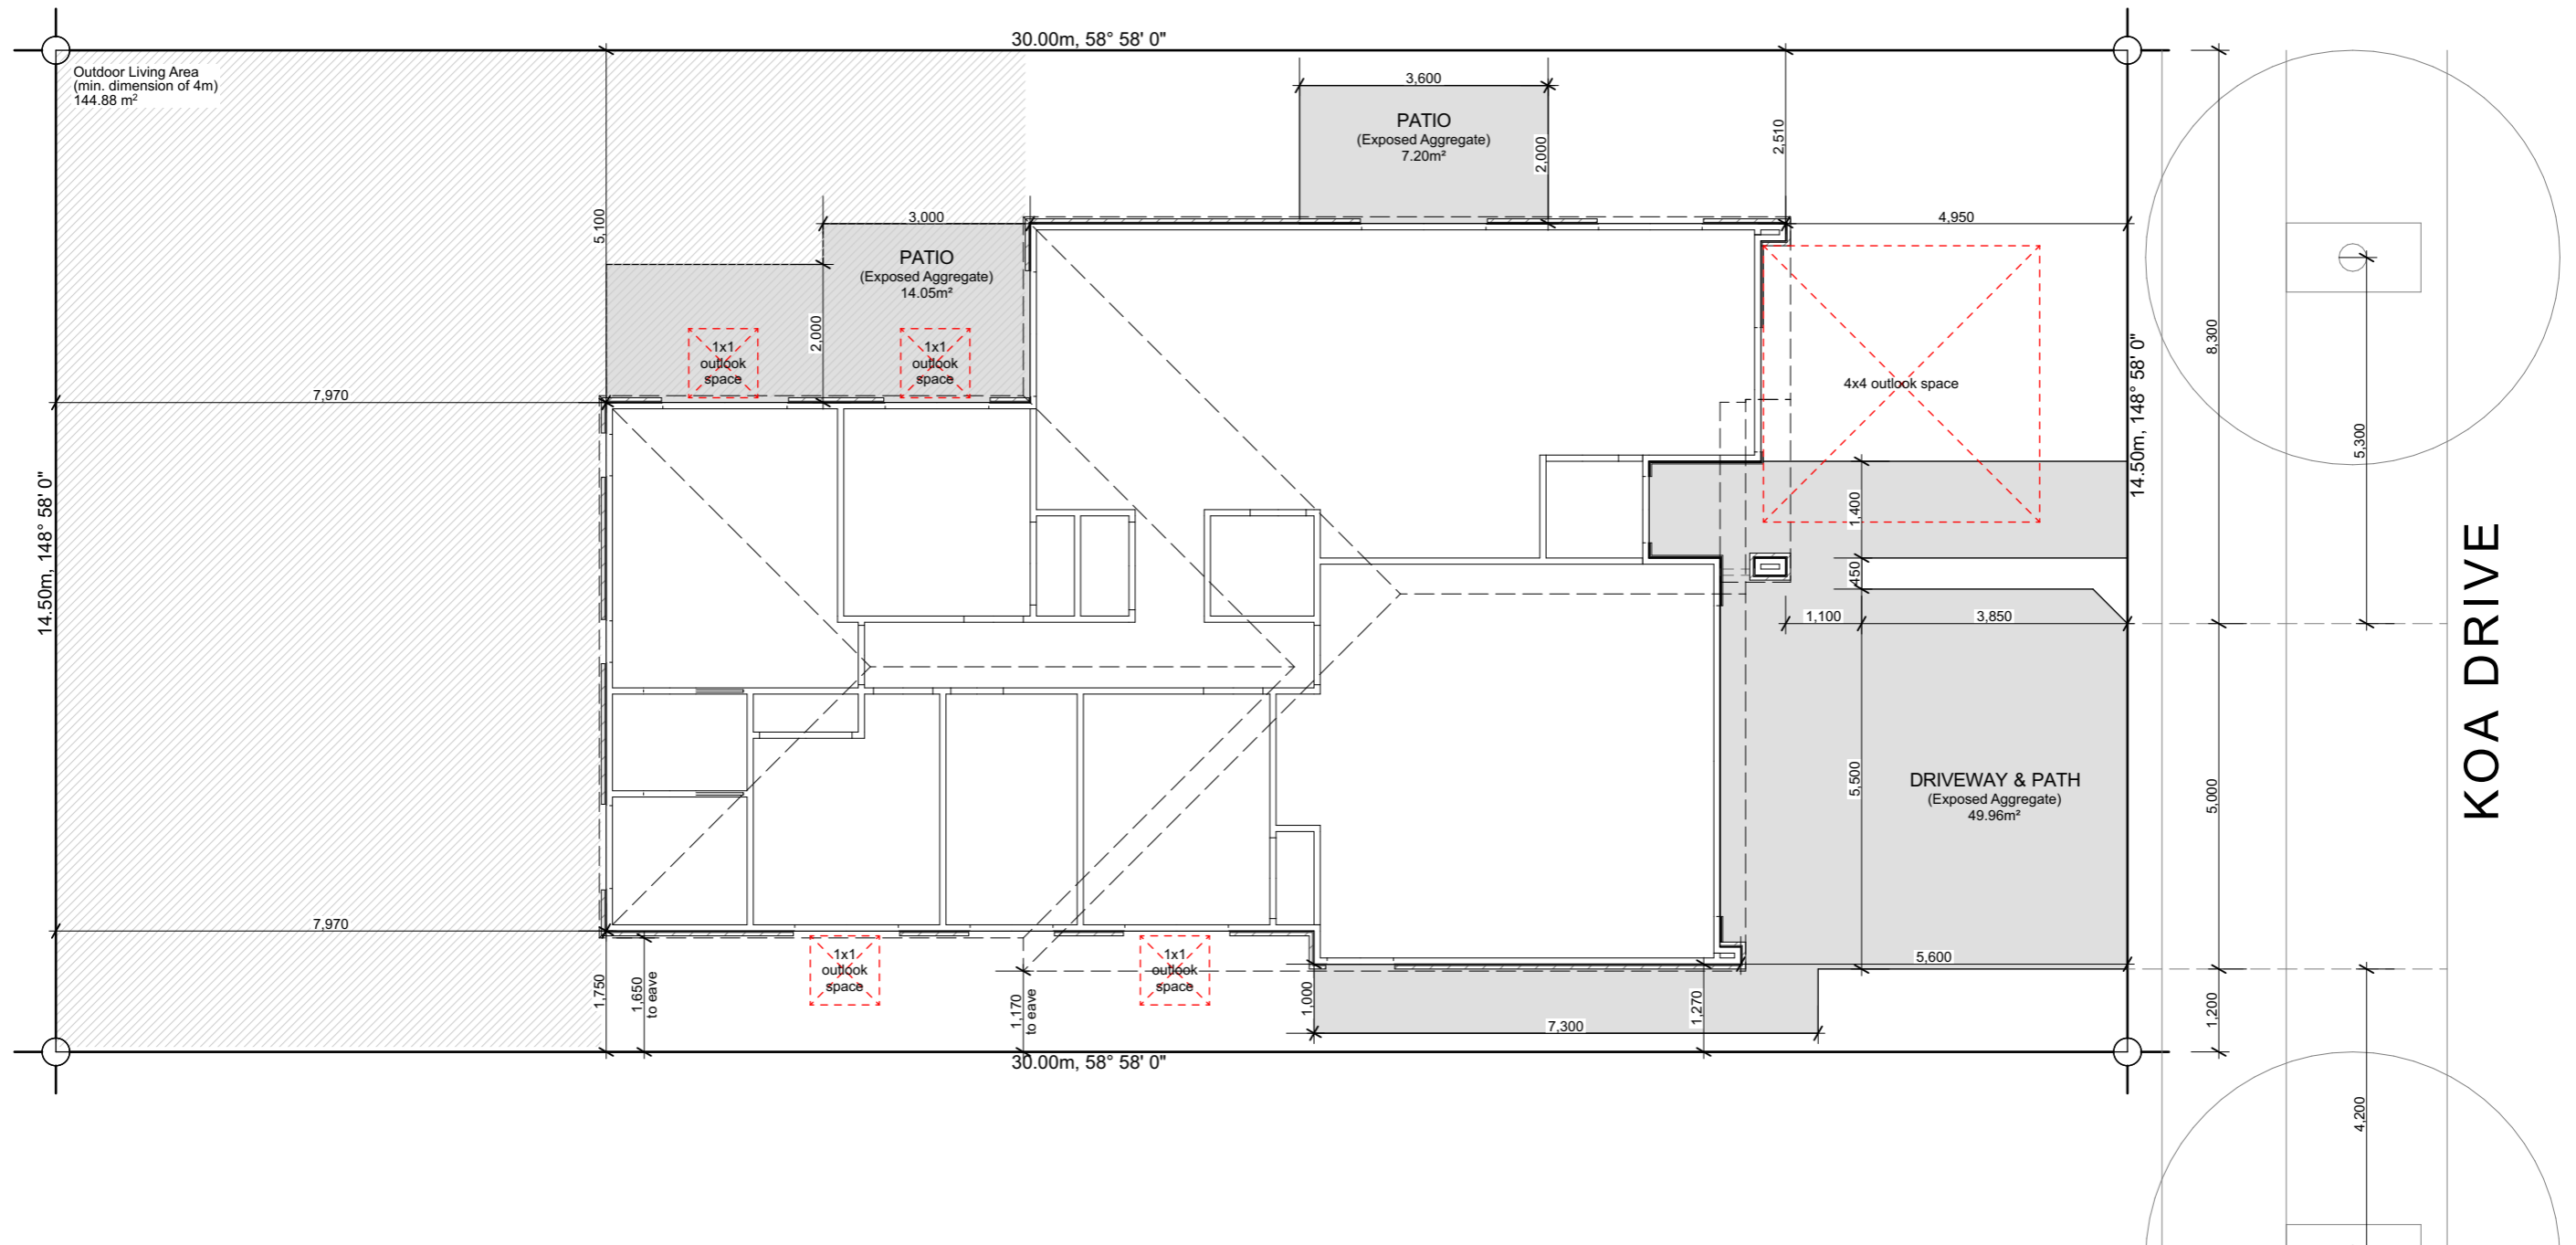 30.00m, 58° 58' 0"
Outdoor Living Area
(min. dimension of 4m)
144.88 m²
3,600
PATIO
(Exposed Aggregate)
7.20m²
2,000
2,510
5,100
3,000
4,950
PATIO
(Exposed Aggregate)
14.05m²
2,000
1x1
outlook
space
1x1
outlook
space
7,970
4x4 outlook space
14.50m, 148° 58' 0"
8,300
5,300
14.50m, 148° 58' 0"
1,400
450
1,100
3,850
KOA DRIVE
5,500
DRIVEWAY & PATH
(Exposed Aggregate)
49.96m²
5,000
7,970
5,600
1,750
1,650
to eave
1x1
outlook
space
1,170
to eave
1x1
outlook
space
1,000
7,300
1,270
1,200
30.00m, 58° 58' 0"
4,200